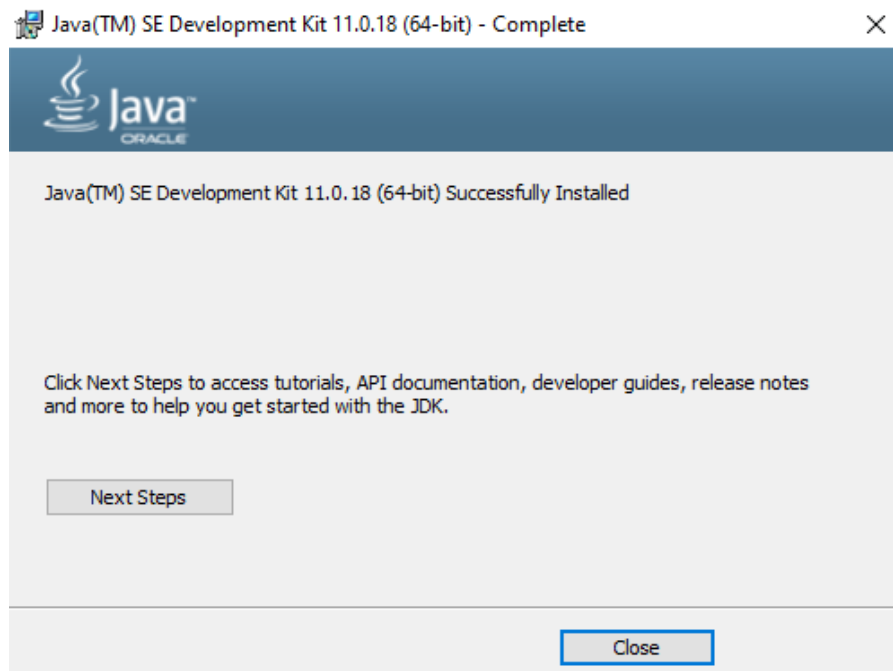 Java(TM) SE Development Kit 11.0.18 (64-bit) - Complete
Java™
ORACLE
Java(TM) SE Development Kit 11.0.18 (64-bit) Successfully Installed
Click Next Steps to access tutorials, API documentation, developer guides, release notes
and more to help you get started with the JDK.
Next Steps
Close